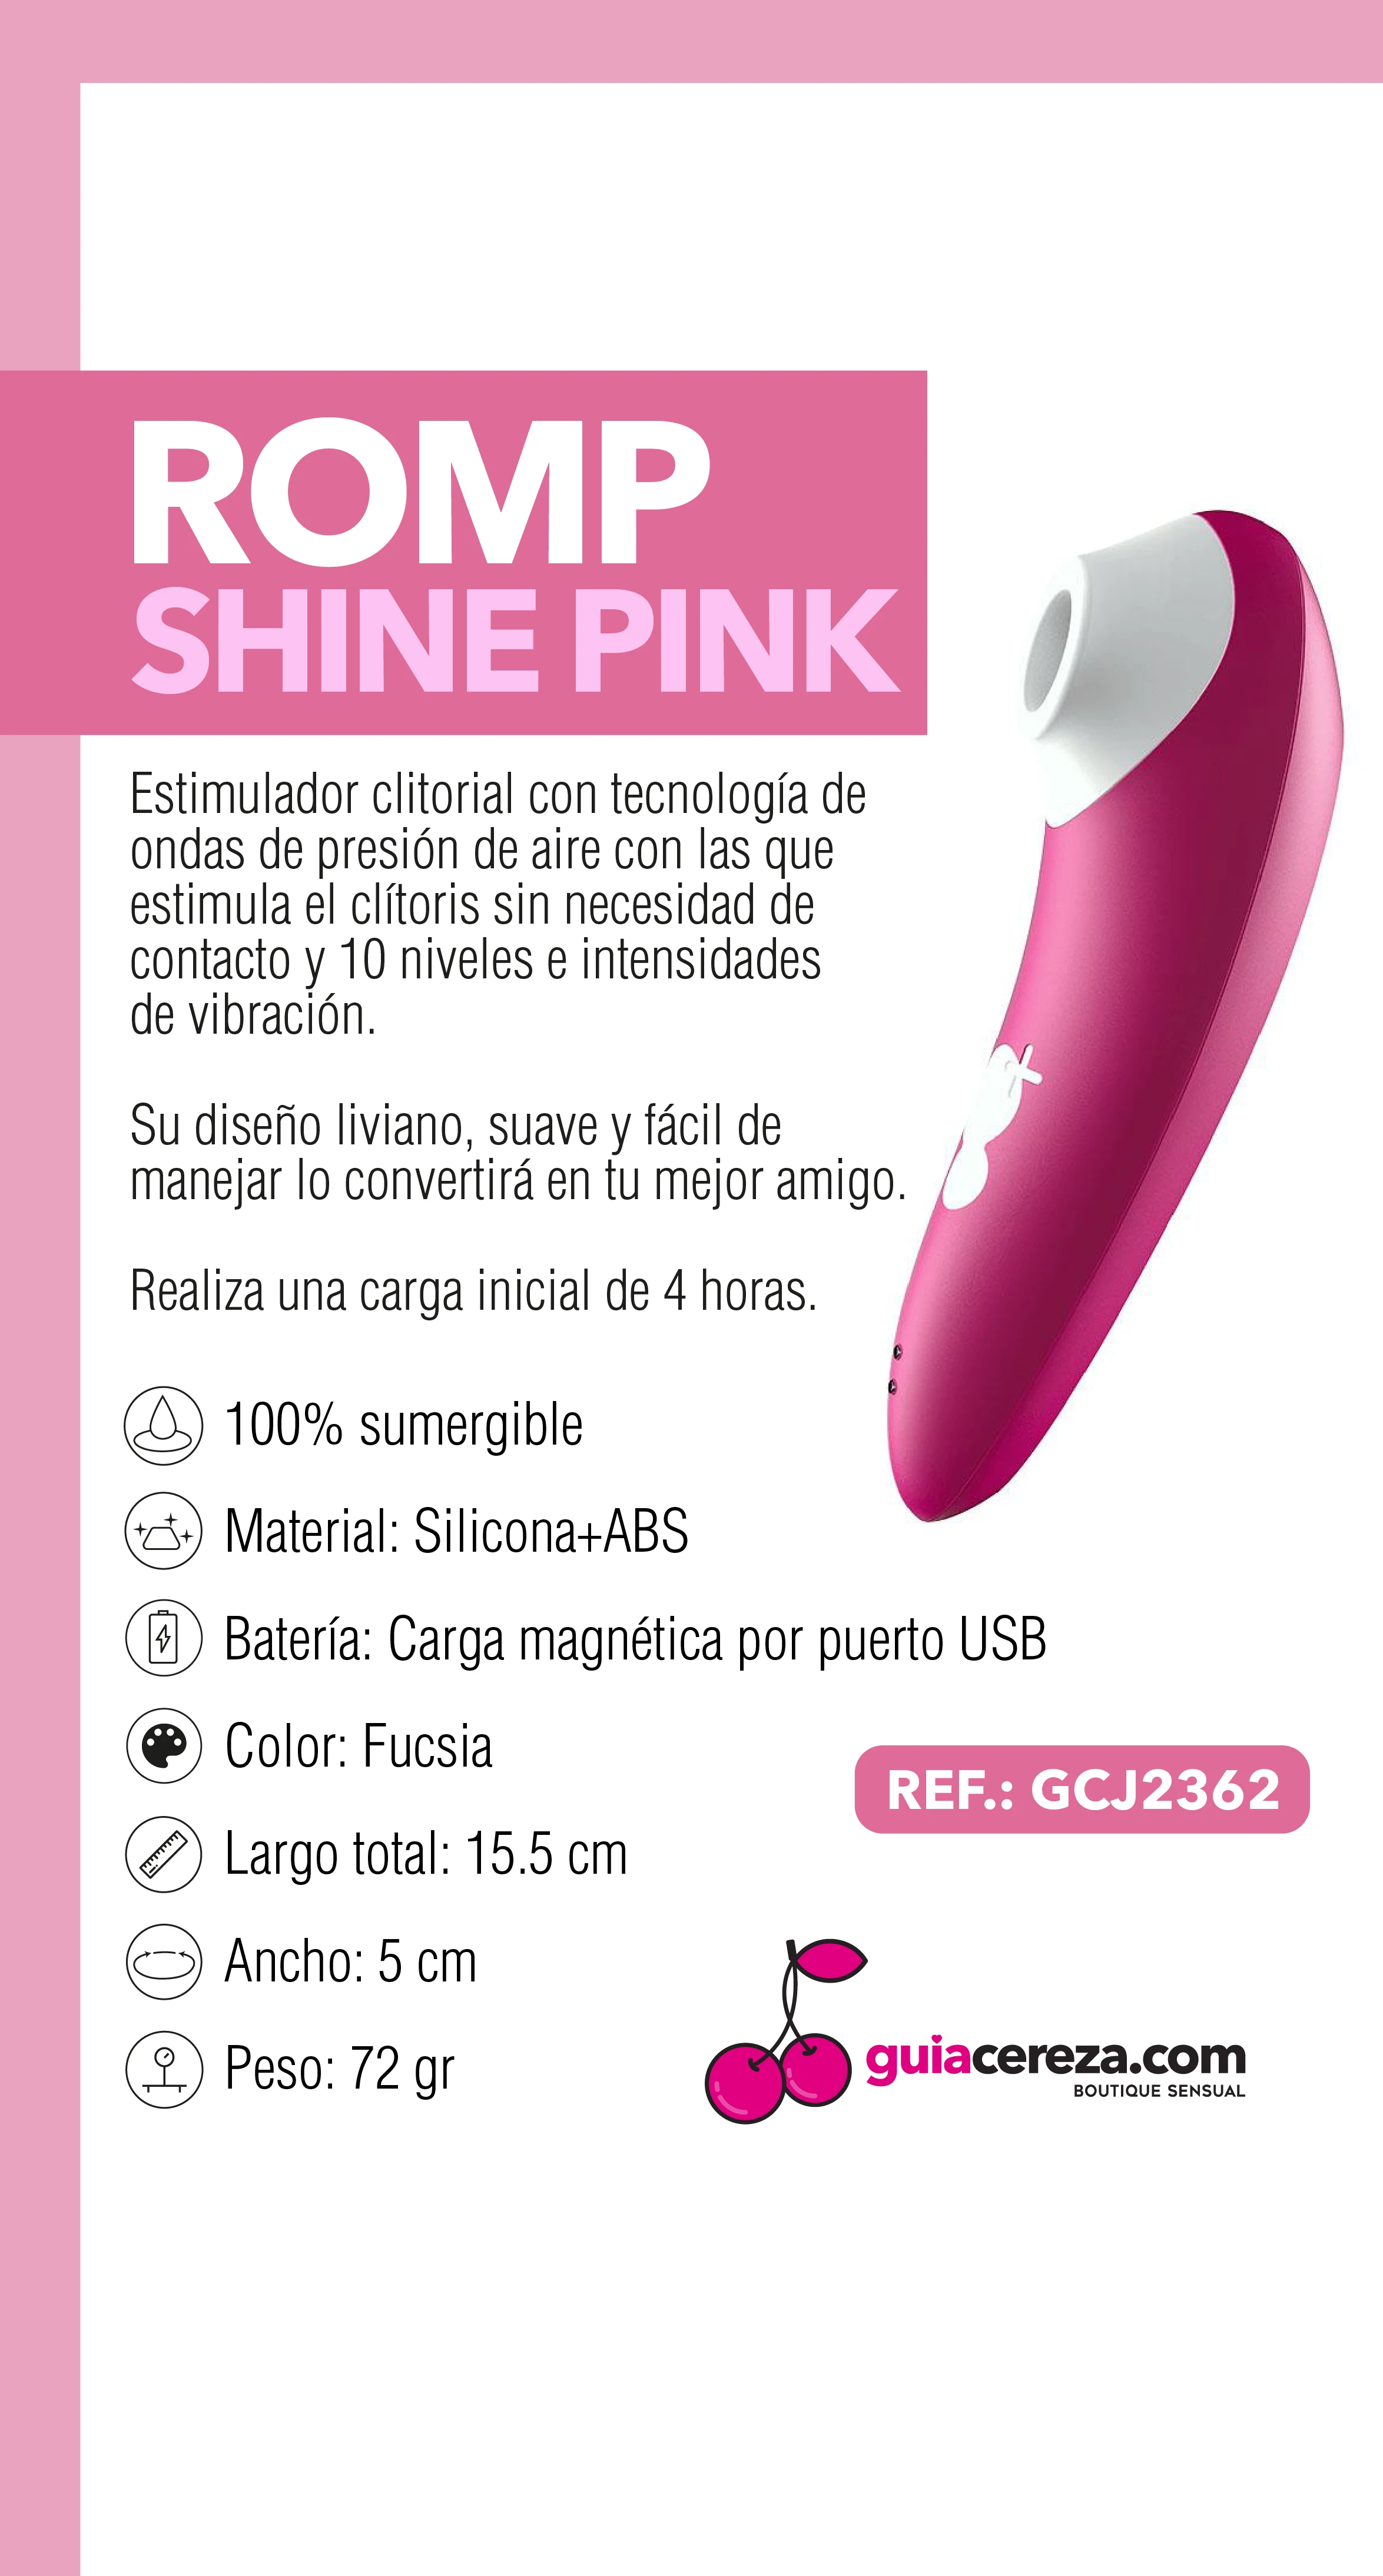 ROMP
SHINE PINK
Estimulador clitorial con tecnología de
ondas de presión de aire con las que
estimula el clítoris sin necesidad de
contacto y 10 niveles e intensidades
de vibración.
Su diseño liviano, suave y fácil de
manejar lo convertirá en tu mejor amigo.
Realiza una carga inicial de 4 horas.
100% sumergible
Material: Silicona+ABS
Batería: Carga magnética por puerto USB
Color: Fucsia
REF.: GCJ2362
Largo total: 15.5 cm
Ancho: 5 cm
Peso: 72 gr
guiacereza.com
BOUTIQUE SENSUAL